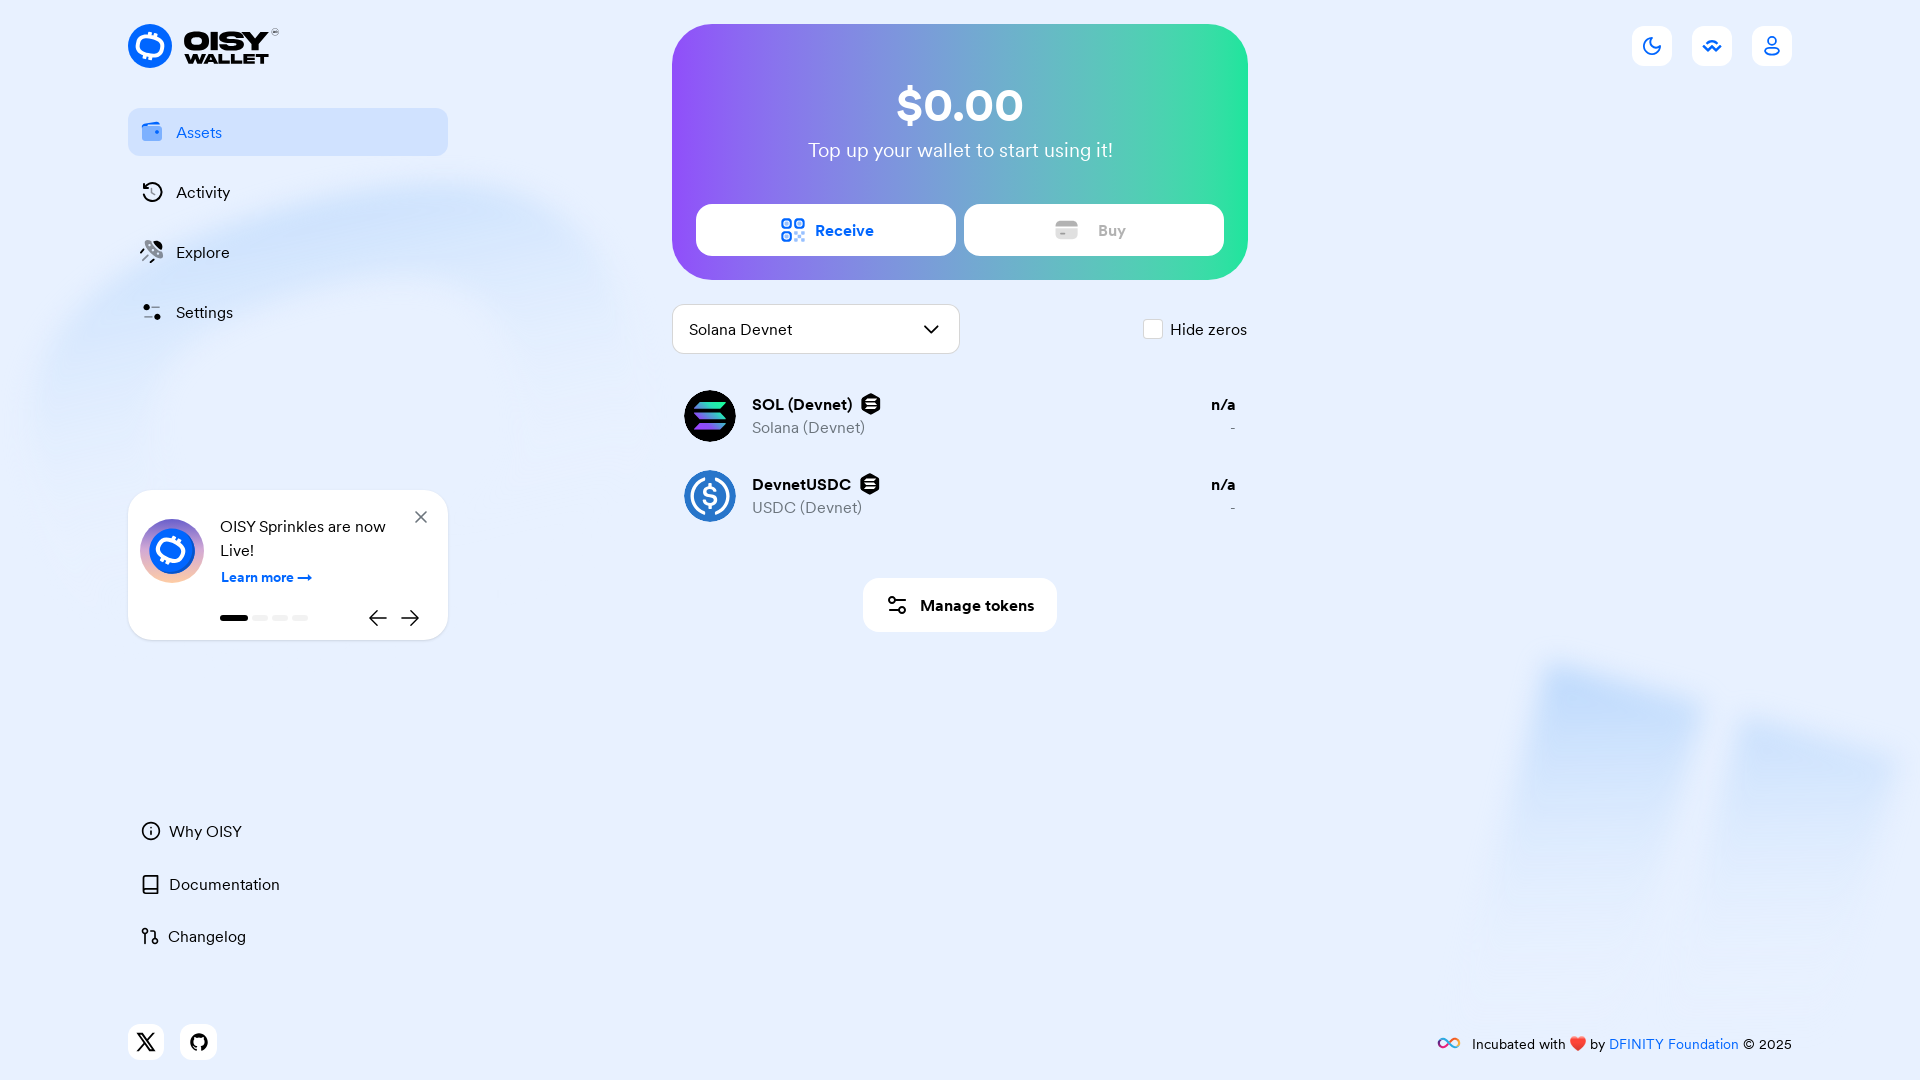 OISY
WALLET
Assets
Activity
Explore
Settings
OISY Sprinkles are now
Live!
Learn more
Why OISY
Documentation
Changelog
$0.00
Top up your wallet to start using it!
Receive
Buy
Solana Devnet
Hide zeros
SOL (Devnet)
n/a
Solana (Devnet)
-
DevnetUSDC
n/a
USDC (Devnet)
-
Manage tokens
Incubated with ❤️ by DFINITY Foundation © 2025